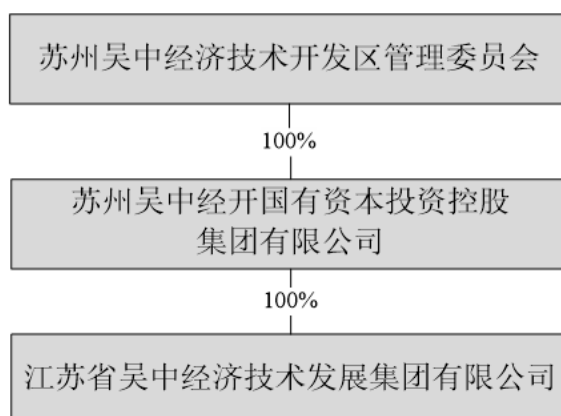 苏州吴中经济技术开发区管理委员会
100%
苏州吴中经开国有资本投资控股
集团有限公司
100%
江苏省吴中经济技术发展集团有限公司